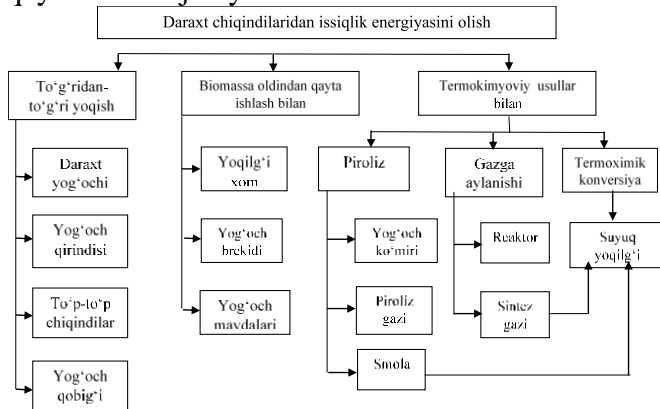 Daraxt chiqindilaridan issiqlik energiyasini olish
To‘g‘ridan-
to‘g‘ri yoqish
Biomassa oldindan qayta
ishlash bilan
Termokimyoviy usullar
bilan
Daraxt
yog‘ochi
Yog‘och
qirindisi
To‘p-to‘p
chiqindilar
Yog‘och
qobig‘i
Yoqilg‘i
xom
Yog‘och
brekidi
Yog‘och
maydalari
Piroliz
Gazga
aylanishi
Termoximik
konversiya
Yog‘och
ko‘miri
Piroliz
gazi
Smola
Reaktor
Sintez
gazi
Suyuq
yoqilg‘i